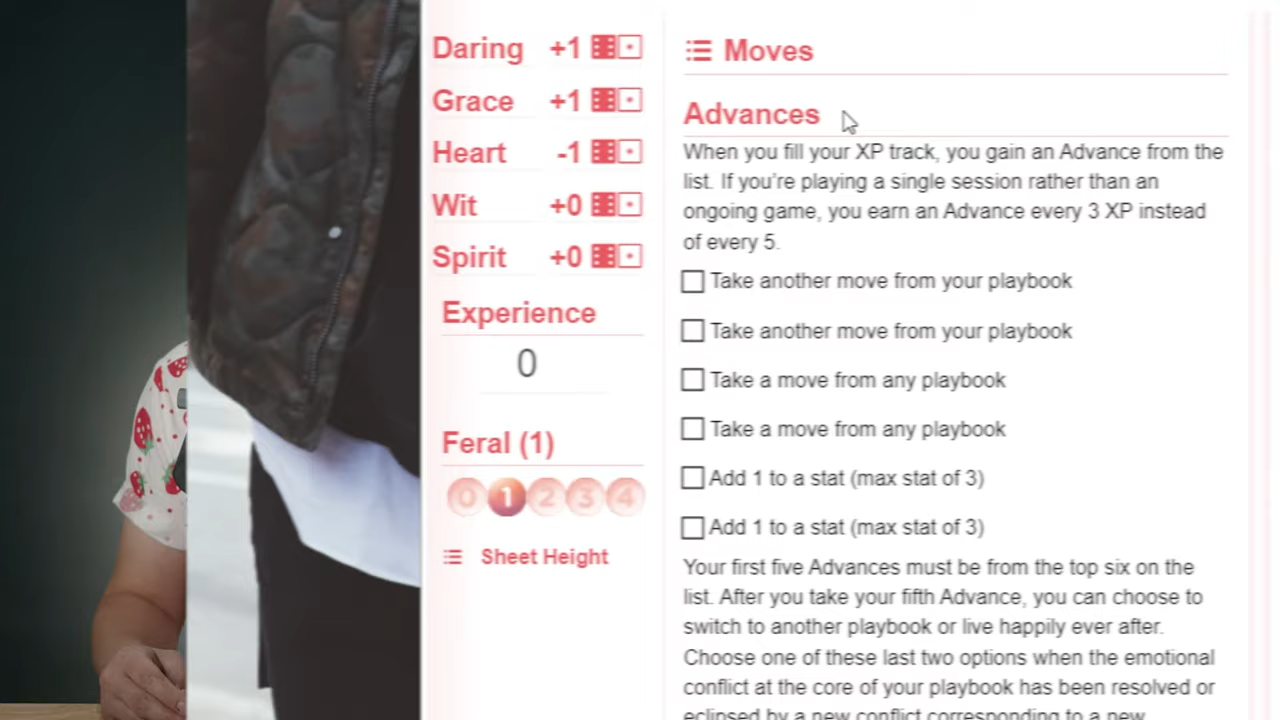 Daring +1
Grace +1
Heart -1
Wit +0
Spirit +0
Experience
0
Feral (1)
0 1 2 3 4
Sheet Height
Moves
Advances
When you fill your XP track, you gain an Advance from the
list. If you're playing a single session rather than an
ongoing game, you earn an Advance every 3 XP instead
of every 5.
Take another move from your playbook
Take another move from your playbook
Take a move from any playbook
Take a move from any playbook
Add 1 to a stat (max stat of 3)
Add 1 to a stat (max stat of 3)
Your first five Advances must be from the top six on the
list. After you take your fifth Advance, you can choose to
switch to another playbook or live happily ever after.
Choose one of these last two options when the emotional
conflict at the core of your playbook has been resolved or
eclipsed by a new conflict corresponding to a new